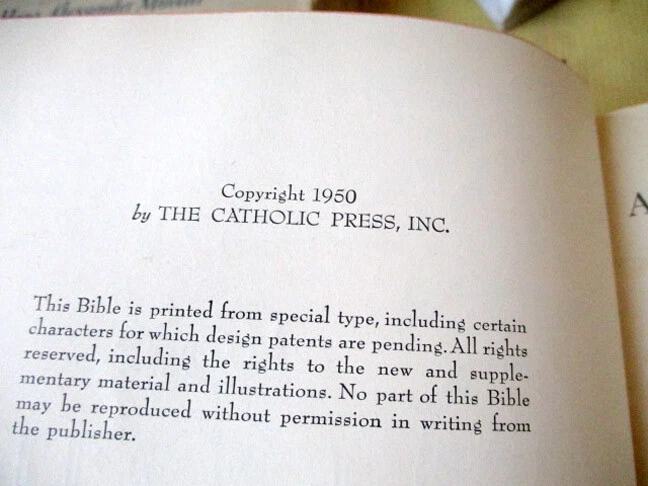 Copyright 1950
by THE CATHOLIC PRESS, INC.
This Bible is printed from special type, including certain
characters for which design patents are pending. All rights
reserved, including the rights to the new and supple-
mentary material and illustrations. No part of this Bible
may be reproduced without permission in writing from
the publisher.
A